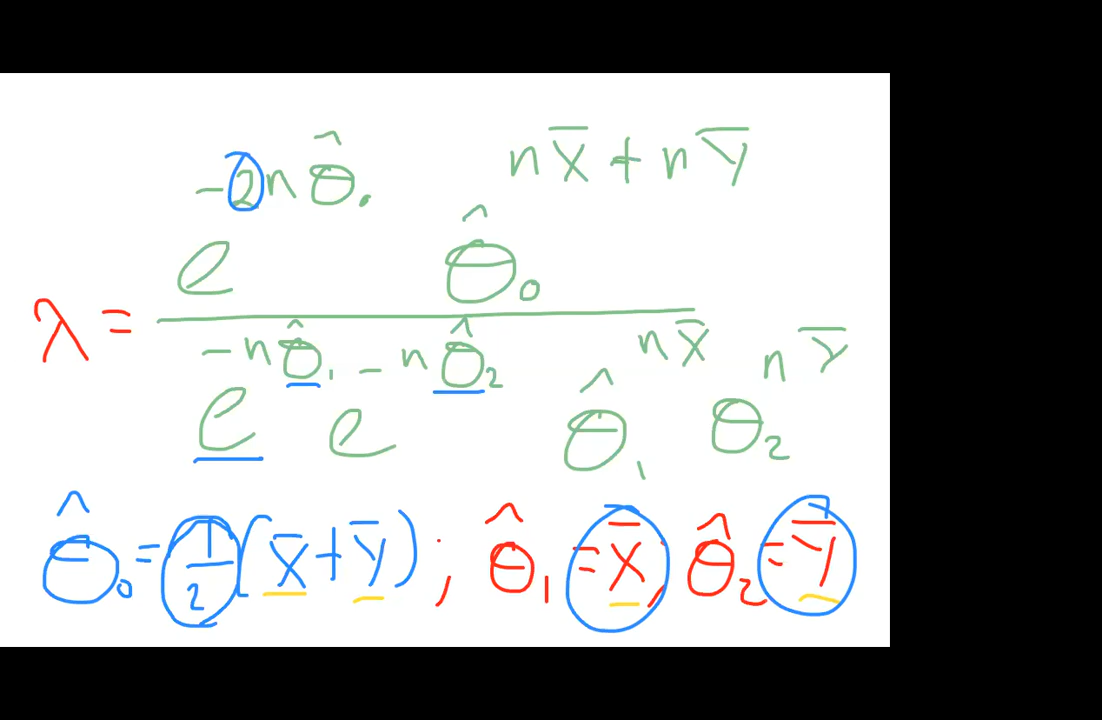 -2nθ̂₀ nX̄ + nȲ
e θ̂₀
λ =
-nθ̂₁ -nθ̂₂ nX̄ nȲ
e e θ̂₁ θ₂
θ̂₀ = 1/2 (X̄ + Ȳ) ; θ̂₁ = X̄, θ̂₂ = Ȳ